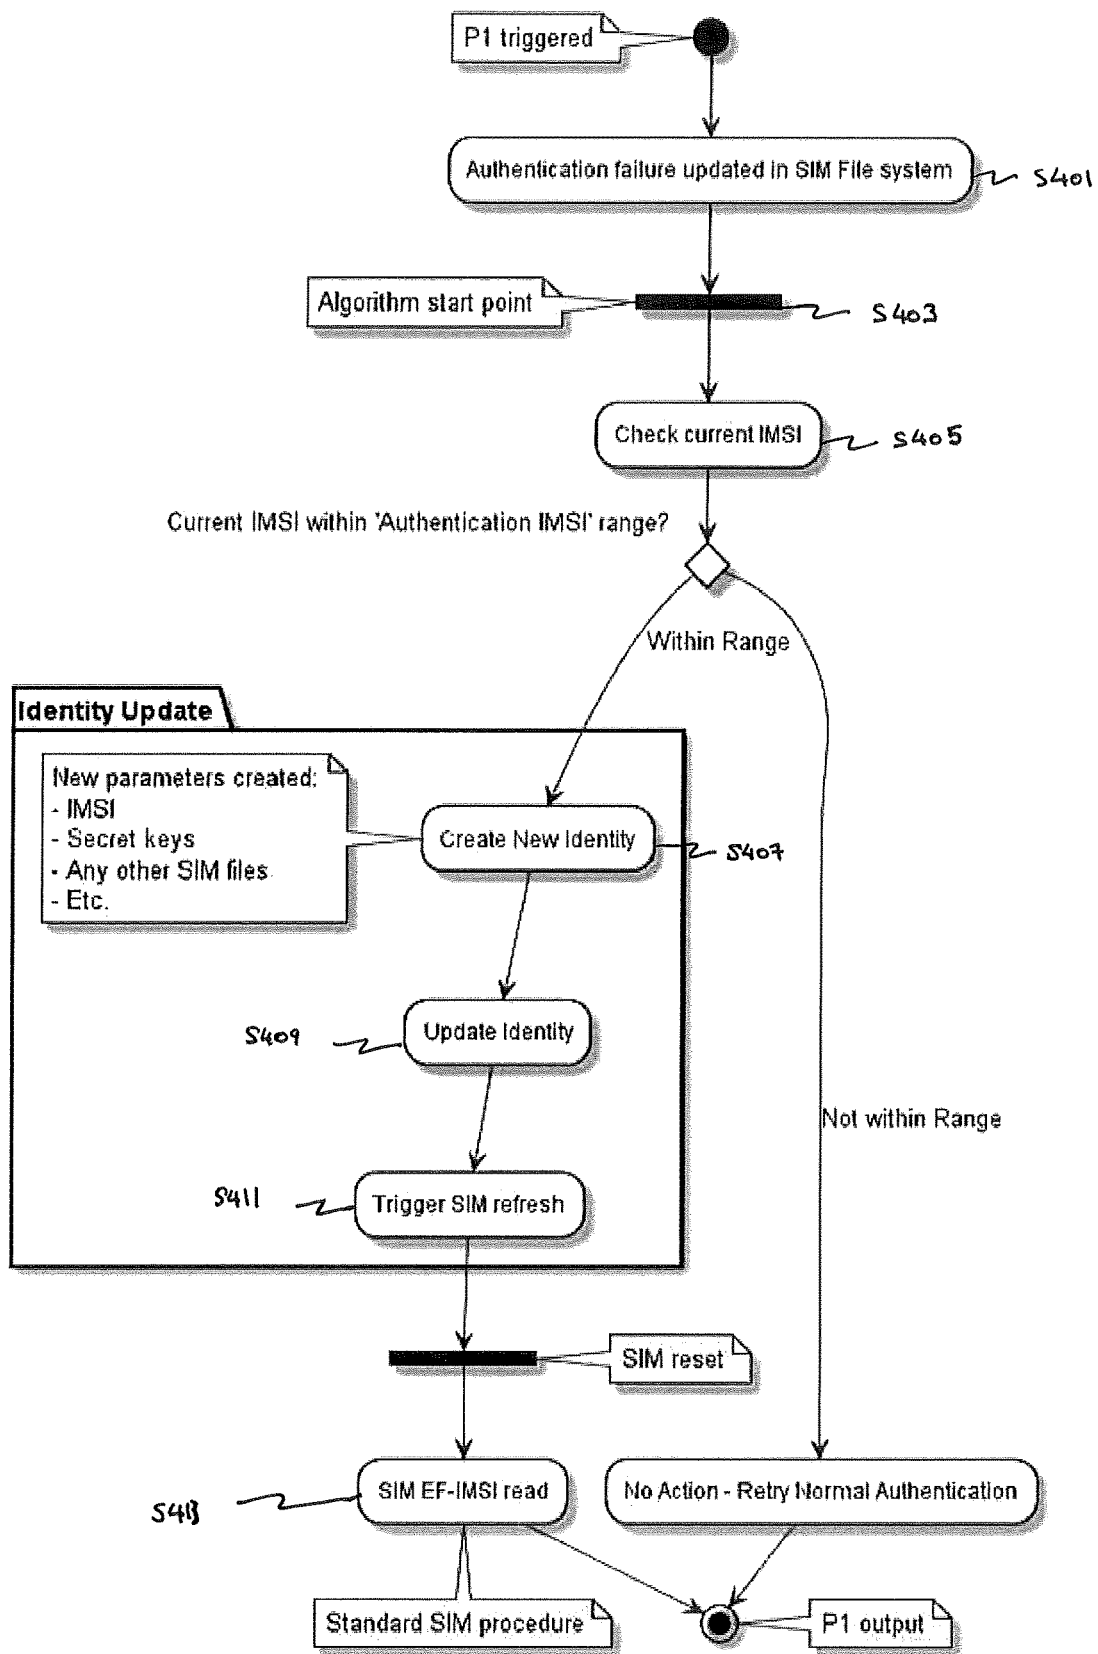 P1 triggered
Authentication failure updated in SIM File system
S401
Algorithm start point
S403
Check current IMSI
S405
Current IMSI within 'Authentication IMSI' range?
Within Range
Identity Update
New parameters created:
- IMSI
- Secret keys
- Any other SIM files
- Etc.
Create New Identity
S407
Update Identity
S409
Not within Range
Trigger SIM refresh
S411
SIM reset
SIM EF-IMSI read
No Action - Retry Normal Authentication
S413
Standard SIM procedure
P1 output